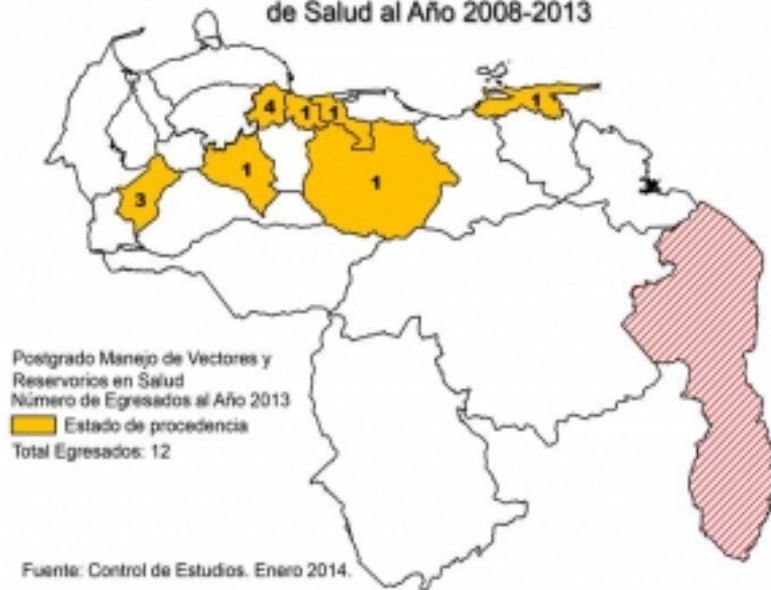 de Salud al Año 2008-2013
4
1
1
1
1
3
1
Postgrado Manejo de Vectores y
Reservorios en Salud
Número de Egresados al Año 2013
Estado de procedencia
Total Egresados: 12
Fuente: Control de Estudios. Enero 2014.